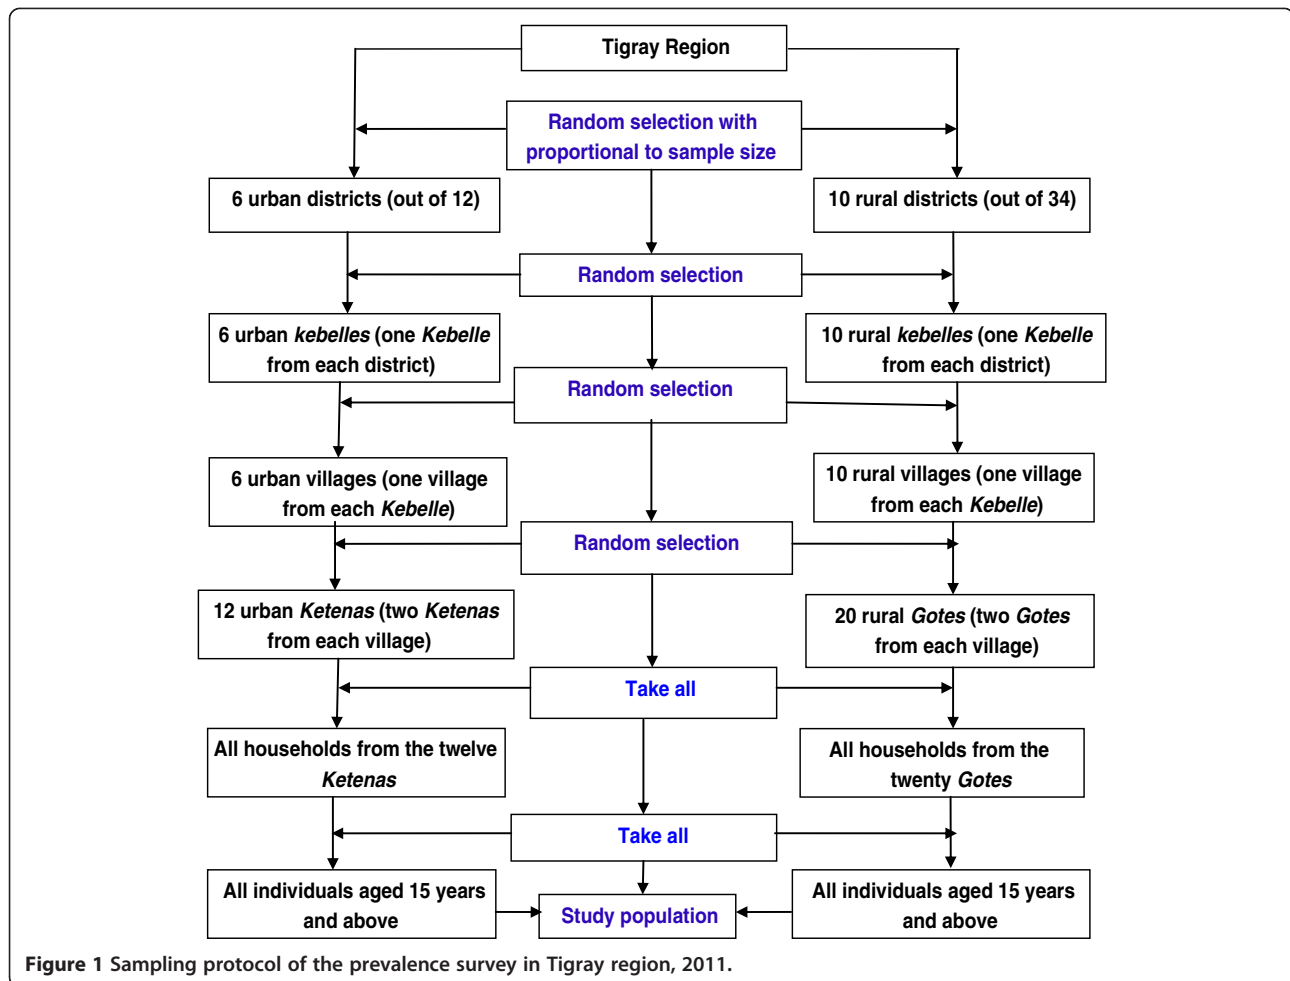 Tigray Region
Random selection with
proportional to sample size
6 urban districts (out of 12)
10 rural districts (out of 34)
Random selection
6 urban kebelles (one Kebelle
from each district)
10 rural kebelles (one Kebelle
from each district)
Random selection
6 urban villages (one village
from each Kebelle)
10 rural villages (one village
from each Kebelle)
Random selection
12 urban Ketenas (two Ketenas
from each village)
20 rural Gotes (two Gotes
from each village)
Take all
All households from the twelve
Ketenas
All households from the
twenty Gotes
Take all
All individuals aged 15 years
and above
All individuals aged 15 years
and above
Study population
Figure 1 Sampling protocol of the prevalence survey in Tigray region, 2011.